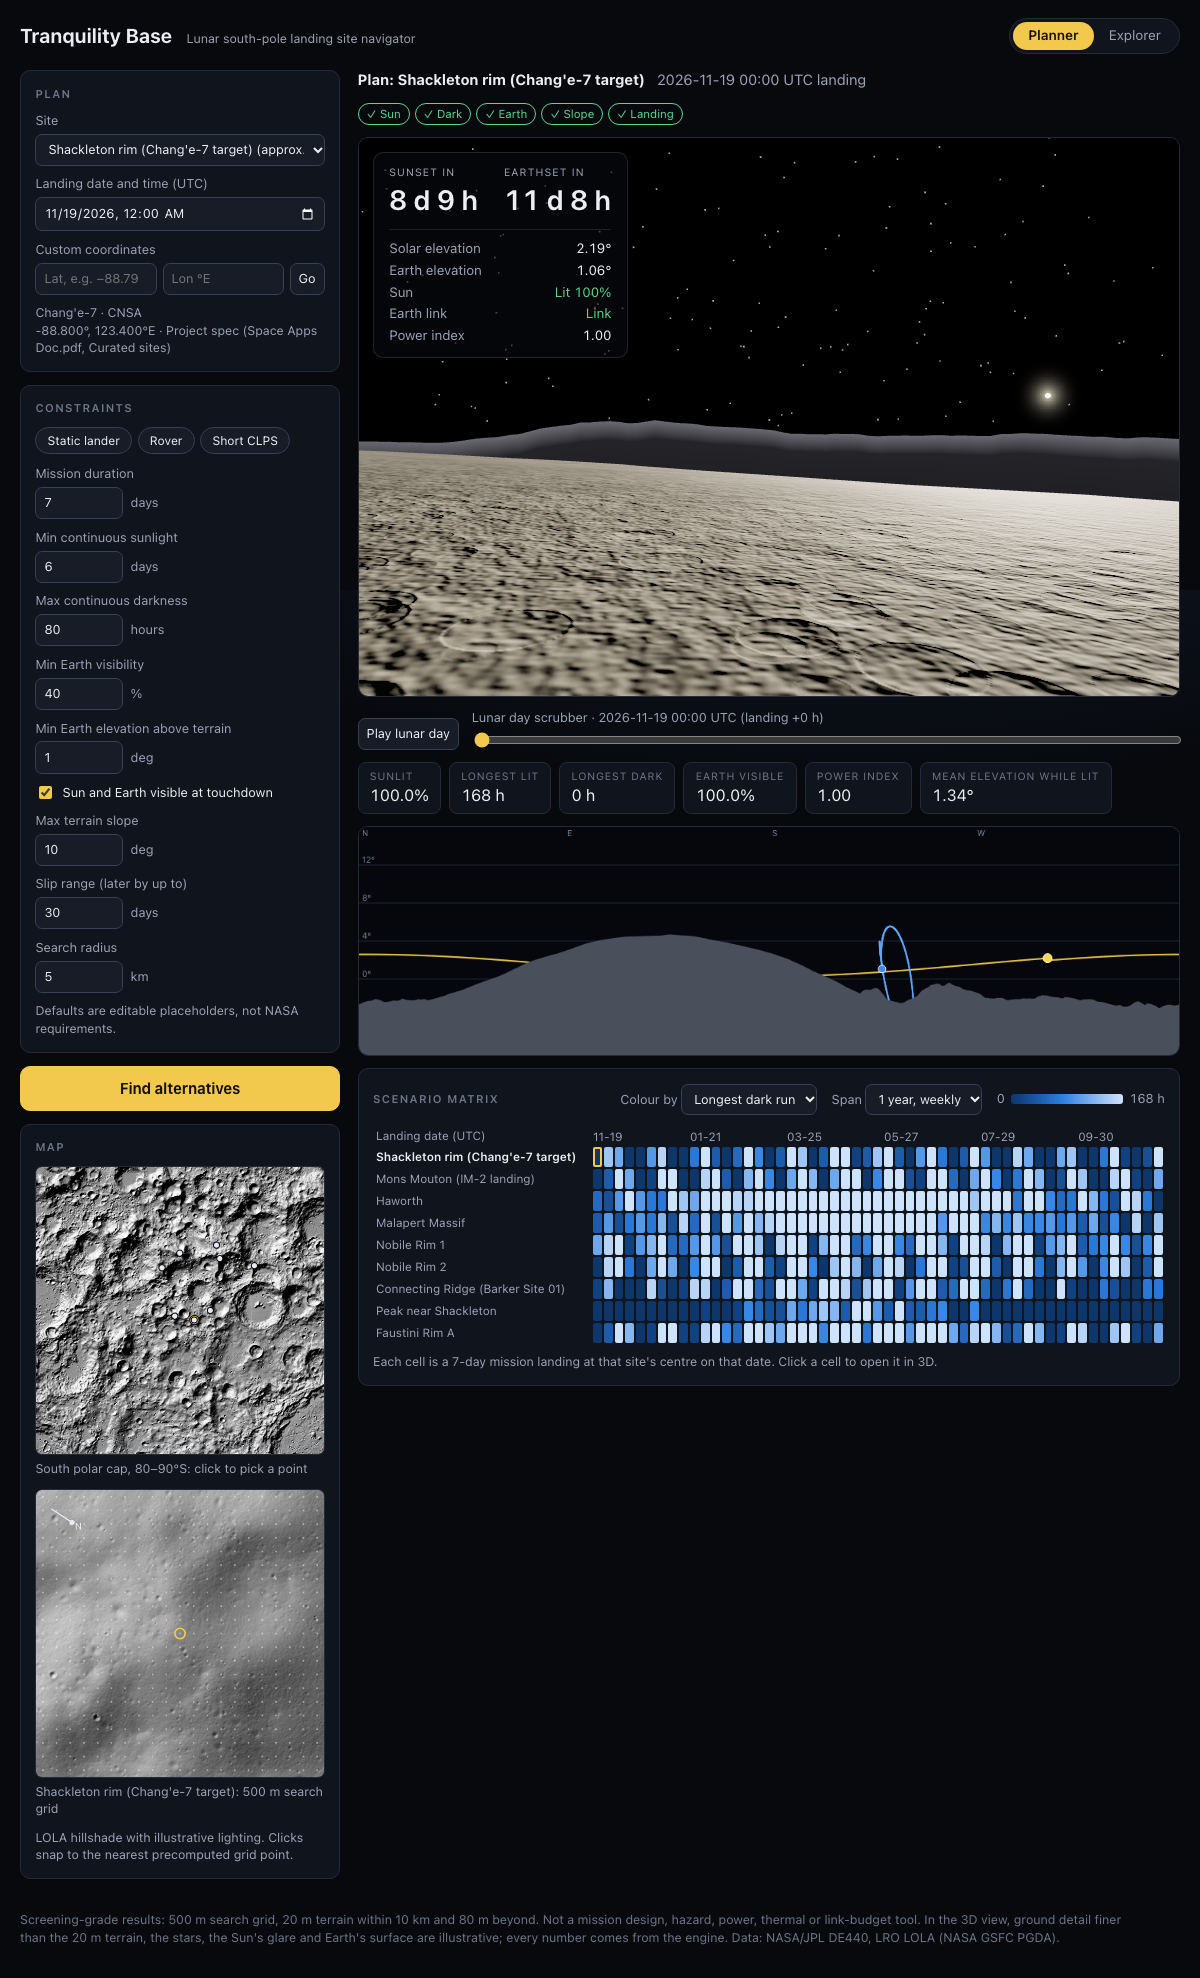 Tranquility Base
Lunar south-pole landing site navigator
Planner
Explorer
PLAN
Site
Shackleton rim (Chang'e-7 target) (approx.
Landing date and time (UTC)
11/19/2026, 12:00 AM
Custom coordinates
Lat, e.g. −88.79
Lon °E
Go
Chang'e-7 · CNSA
-88.800°, 123.400°E · Project spec (Space Apps
Doc.pdf, Curated sites)
CONSTRAINTS
Static lander
Rover
Short CLPS
Mission duration
7 days
Min continuous sunlight
6 days
Max continuous darkness
80 hours
Min Earth visibility
40 %
Min Earth elevation above terrain
1 deg
Sun and Earth visible at touchdown
Max terrain slope
10 deg
Slip range (later by up to)
30 days
Search radius
5 km
Defaults are editable placeholders, not NASA
requirements.
Find alternatives
MAP
South polar cap, 80–90°S: click to pick a point
N
Shackleton rim (Chang'e-7 target): 500 m search
grid
LOLA hillshade with illustrative lighting. Clicks
snap to the nearest precomputed grid point.
Plan: Shackleton rim (Chang'e-7 target) 2026-11-19 00:00 UTC landing
✓ Sun
✓ Dark
✓ Earth
✓ Slope
✓ Landing
SUNSET IN
8 d 9 h
EARTHSET IN
11 d 8 h
Solar elevation 2.19°
Earth elevation 1.06°
Sun Lit 100%
Earth link Link
Power index 1.00
Play lunar day
Lunar day scrubber · 2026-11-19 00:00 UTC (landing +0 h)
SUNLIT
100.0%
LONGEST LIT
168 h
LONGEST DARK
0 h
EARTH VISIBLE
100.0%
POWER INDEX
1.00
MEAN ELEVATION WHILE LIT
1.34°
N E S W
12°
8°
4°
0°
SCENARIO MATRIX
Colour by Longest dark run
Span 1 year, weekly
0 168 h
Landing date (UTC) 11-19 01-21 03-25 05-27 07-29 09-30
Shackleton rim (Chang'e-7 target)
Mons Mouton (IM-2 landing)
Haworth
Malapert Massif
Nobile Rim 1
Nobile Rim 2
Connecting Ridge (Barker Site 01)
Peak near Shackleton
Faustini Rim A
Each cell is a 7-day mission landing at that site's centre on that date. Click a cell to open it in 3D.
Screening-grade results: 500 m search grid, 20 m terrain within 10 km and 80 m beyond. Not a mission design, hazard, power, thermal or link-budget tool. In the 3D view, ground detail finer
than the 20 m terrain, the stars, the Sun's glare and Earth's surface are illustrative; every number comes from the engine. Data: NASA/JPL DE440, LRO LOLA (NASA GSFC PGDA).